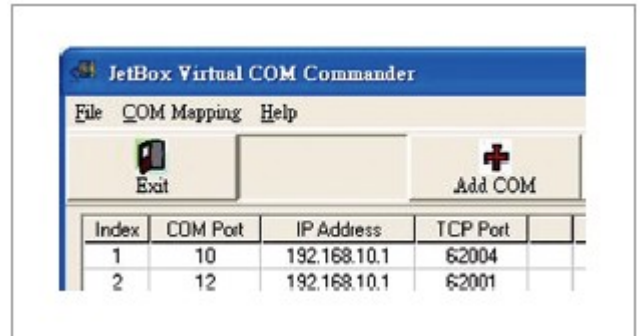 JetBox Virtual COM Commander
File COM Mapping Help
Exit Add COM
Index COM Port IP Address TCP Port
1 10 192.168.10.1 62004
2 12 192.168.10.1 62001